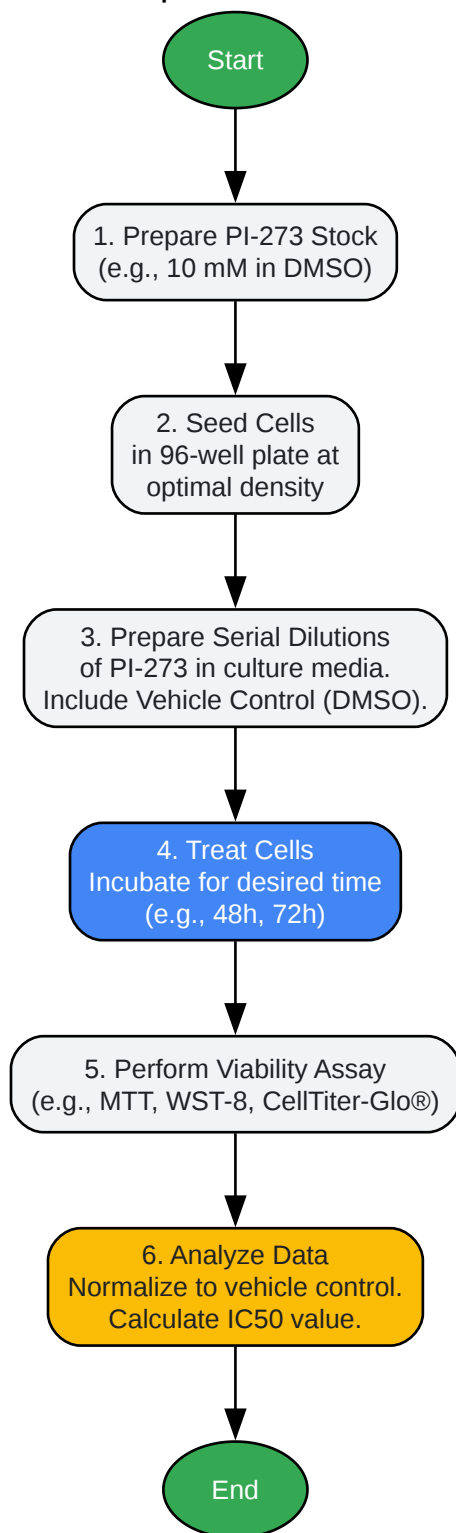 Start
1. Prepare PI-273 Stock
(e.g., 10 mM in DMSO)
2. Seed Cells
in 96-well plate at
optimal density
3. Prepare Serial Dilutions
of PI-273 in culture media.
Include Vehicle Control (DMSO).
4. Treat Cells
Incubate for desired time
(e.g., 48h, 72h)
5. Perform Viability Assay
(e.g., MTT, WST-8, CellTiter-Glo®)
6. Analyze Data
Normalize to vehicle control.
Calculate IC50 value.
End